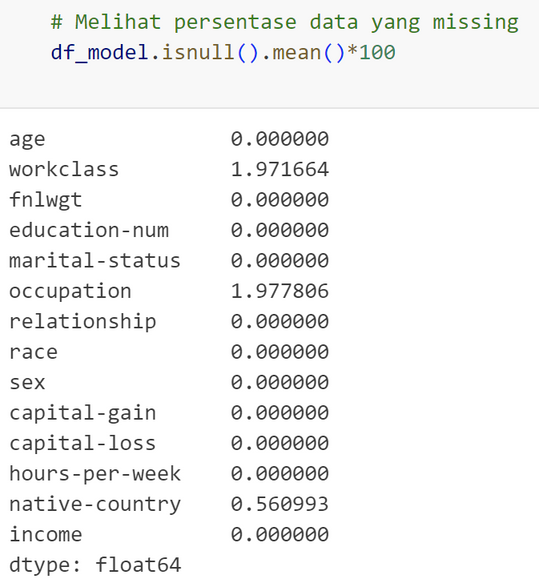 # Melihat persentase data yang missing
df_model.isnull().mean()*100
age 0.000000
workclass 1.971664
fnlwgt 0.000000
education-num 0.000000
marital-status 0.000000
occupation 1.977806
relationship 0.000000
race 0.000000
sex 0.000000
capital-gain 0.000000
capital-loss 0.000000
hours-per-week 0.000000
native-country 0.560993
income 0.000000
dtype: float64